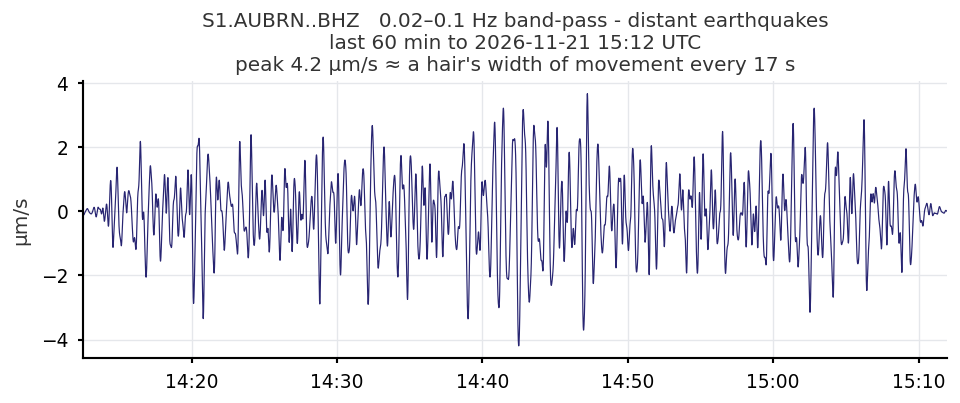 S1.AUBRN..BHZ   0.02–0.1 Hz band-pass - distant earthquakes
last 60 min to 2026-11-21 15:12 UTC
peak 4.2 µm/s ≈ a hair's width of movement every 17 s
4
2
0
−2
−4
µm/s
14:20
14:30
14:40
14:50
15:00
15:10